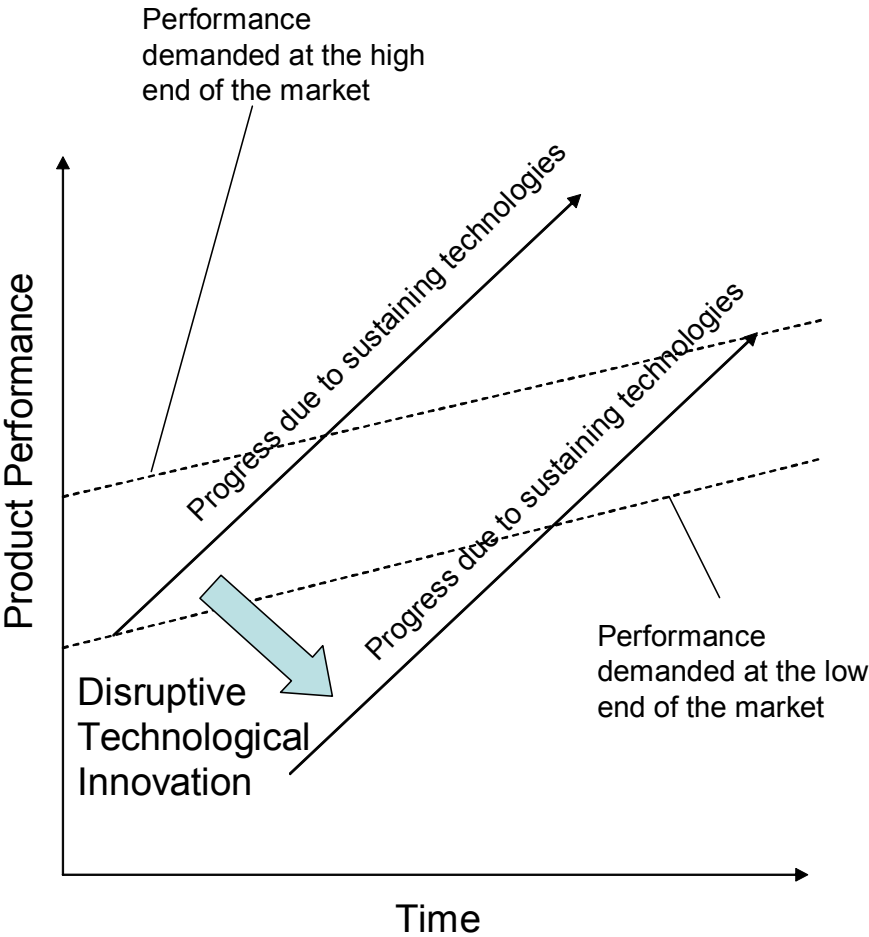 Performance
demanded at the high
end of the market
Progress due to sustaining technologies
Progress due to sustaining technologies
Product Performance
Performance
demanded at the low
end of the market
Disruptive
Technological
Innovation
Time